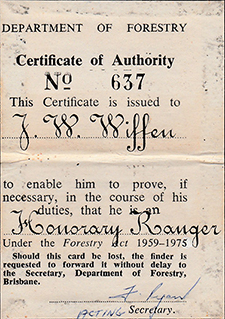 DEPARTMENT OF FORESTRY
Certificate of Authority
No 637
This Certificate is issued to
J. W. Wiffen
to enable him to prove, if
necessary, in the course of his
duties, that he is an
Honorary Ranger
Under the Forestry Act 1959–1975
Should this card be lost, the finder is
requested to forward it without delay to
the Secretary, Department of Forestry,
Brisbane.
ACTING Secretary.